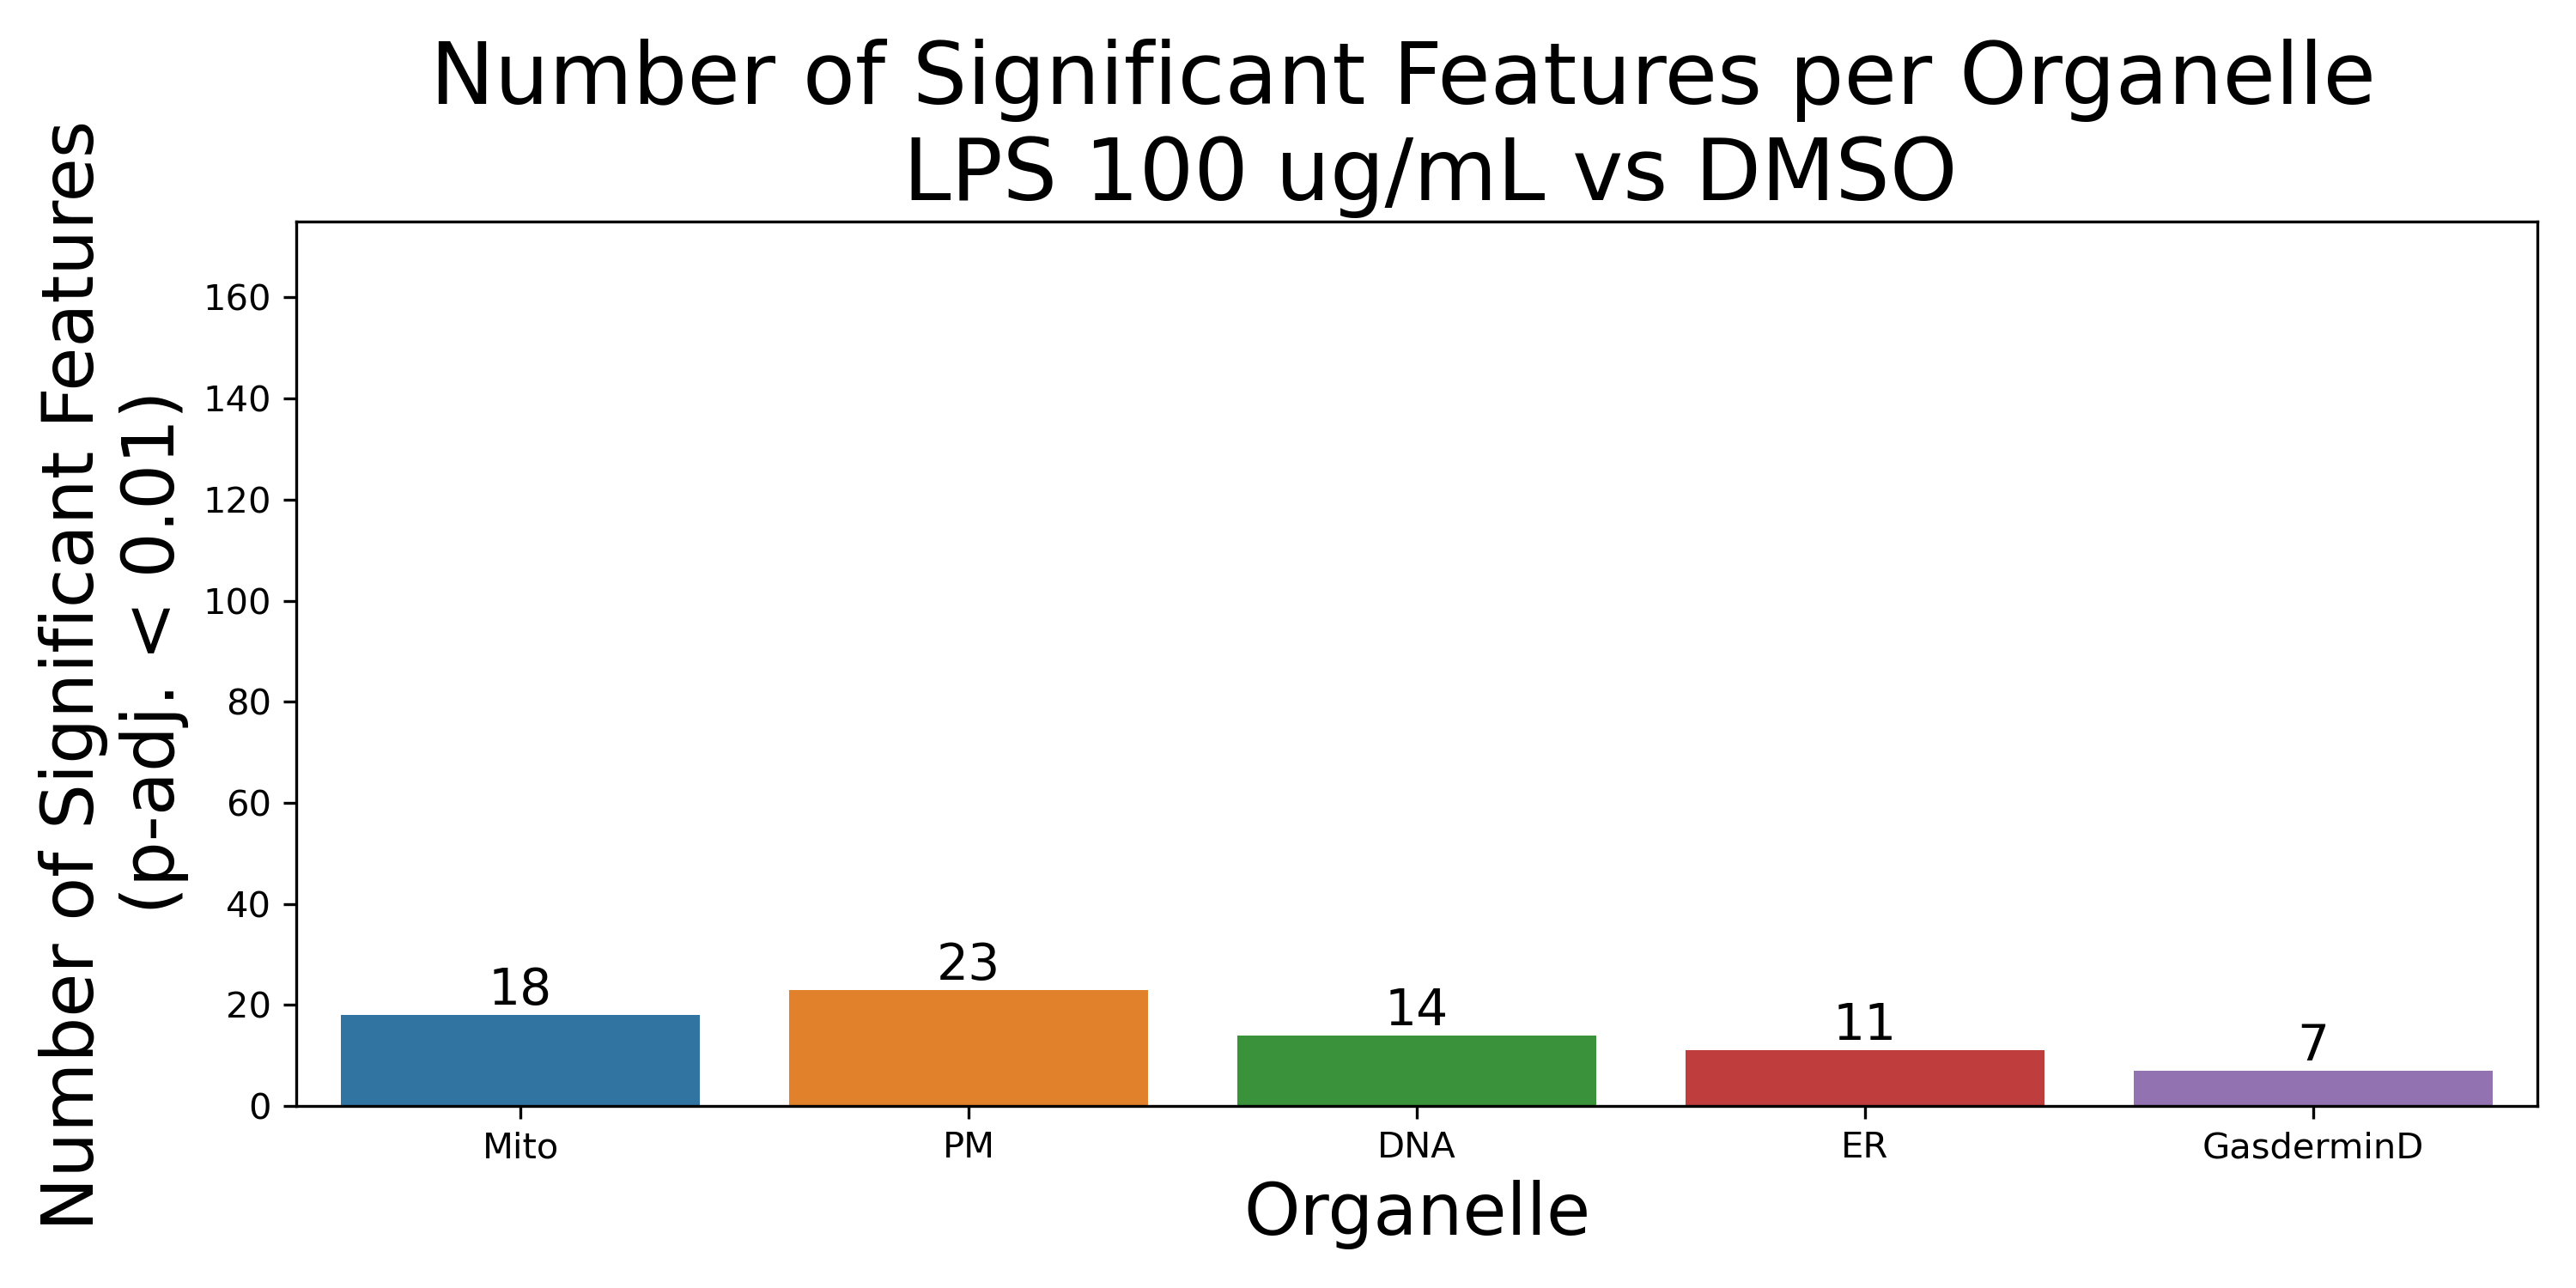 Number of Significant Features per Organelle
LPS 100 ug/mL vs DMSO
Number of Significant Features
(p-adj. < 0.01)
160
140
120
100
80
60
40
20
0
18
23
14
11
7
Mito
PM
DNA
ER
GasderminD
Organelle